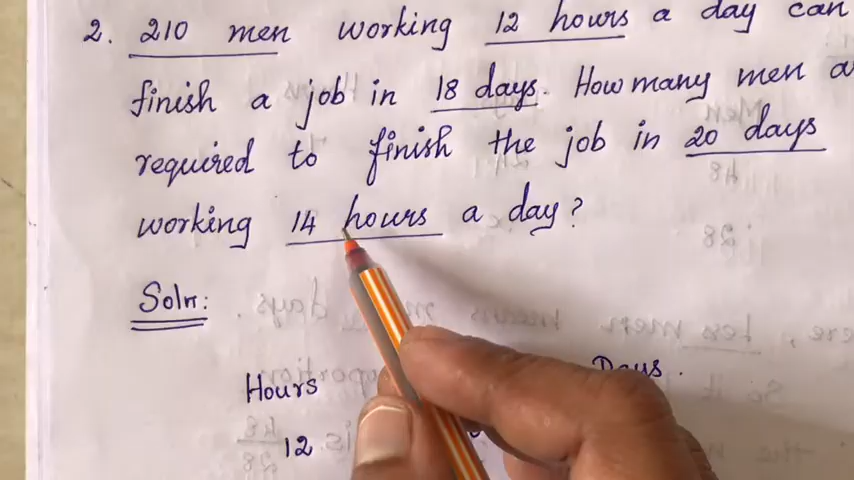 2. 210 men working 12 hours a day can
finish a job in 18 days. How many men
required to finish the job in 20 days
working 14 hours a day?
Soln:
Hours Days.
12